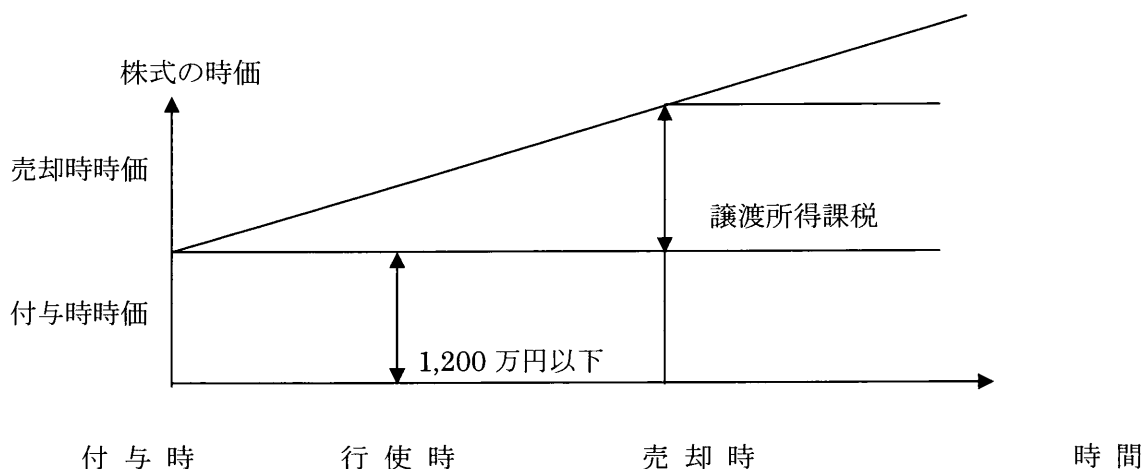 株式の時価
売却時時価
譲渡所得課税
付与時時価
1,200 万円以下
付与時 行使時 売却時 時間